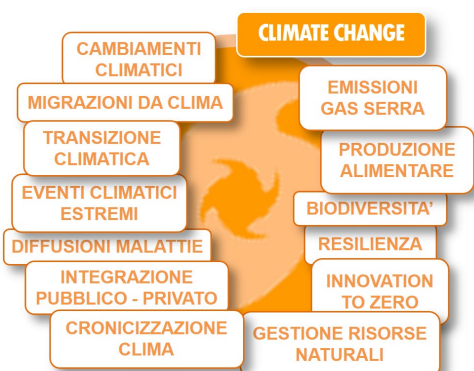 CLIMATE CHANGE
CAMBIAMENTI
CLIMATICI
MIGRAZIONI DA CLIMA
TRANSIZIONE
CLIMATICA
EVENTI CLIMATICI
ESTREMI
DIFFUSIONI MALATTIE
INTEGRAZIONE
PUBBLICO - PRIVATO
CRONICIZZAZIONE
CLIMA
EMISSIONI
GAS SERRA
PRODUZIONE
ALIMENTARE
BIODIVERSITA'
RESILIENZA
INNOVATION
TO ZERO
GESTIONE RISORSE
NATURALI